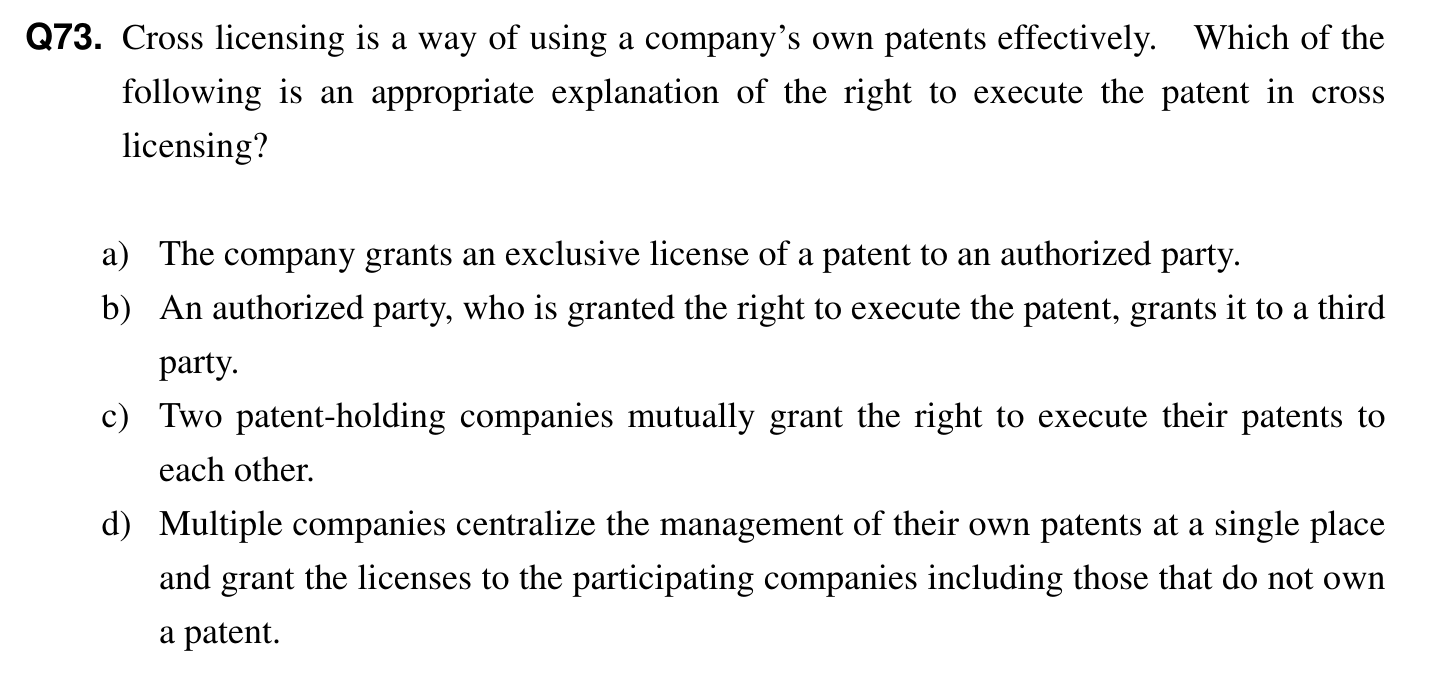 Q73. Cross licensing is a way of using a company’s own patents effectively. Which of the
following is an appropriate explanation of the right to execute the patent in cross
licensing?
a) The company grants an exclusive license of a patent to an authorized party.
b) An authorized party, who is granted the right to execute the patent, grants it to a third
party.
c) Two patent-holding companies mutually grant the right to execute their patents to
each other.
d) Multiple companies centralize the management of their own patents at a single place
and grant the licenses to the participating companies including those that do not own
a patent.